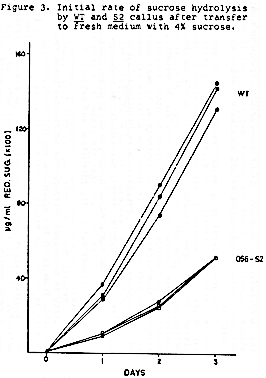 Figure 3. Initial rate of sucrose hydrolysis
by WT and S2 callus after transfer
to fresh medium with 4% sucrose.
160
WT
120
µg/ml RED. SUG. (x100)
80
056-S2
40
0 1 2 3
DAYS